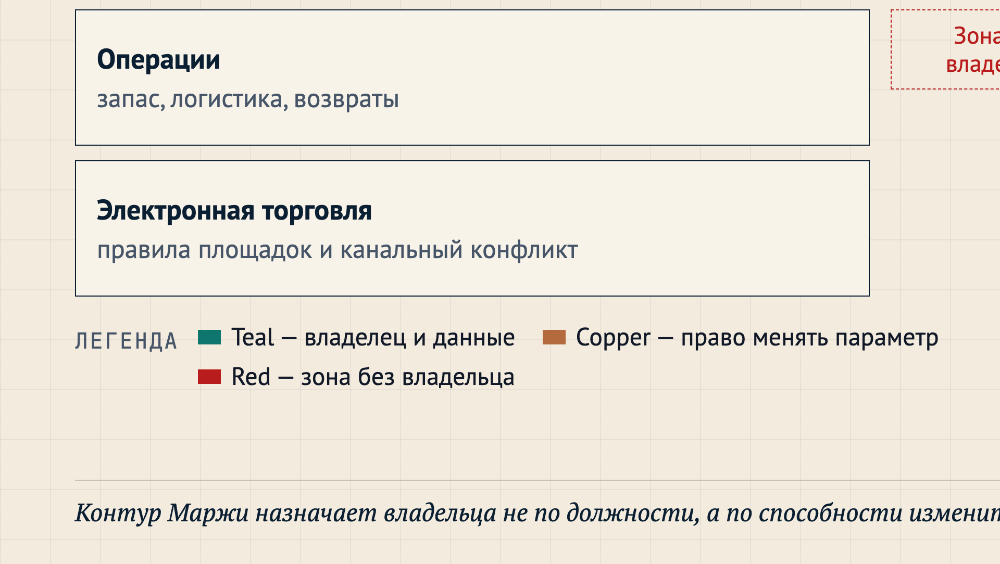 Операции
запас, логистика, возвраты
Зона
Электронная торговля
правила площадок и канальный конфликт
ЛЕГЕНДА
Teal — владелец и данные
Copper — право менять параметр
Red — зона без владельца
Контур Маржи назначает владельца не по должности, а по способности